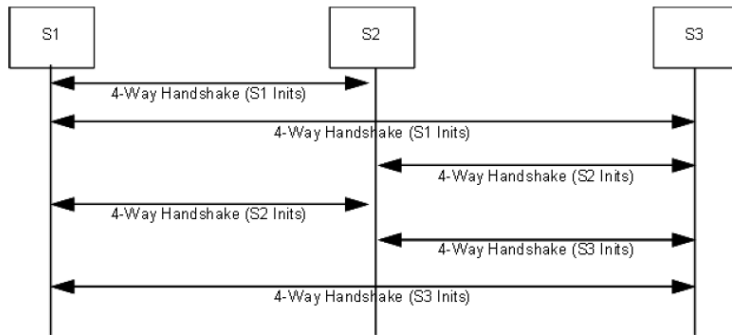 S1
S2
S3
4-Way Handshake (S1 Inits)
4-Way Handshake (S1 Inits)
4-Way Handshake (S2 Inits)
4-Way Handshake (S2 Inits)
4-Way Handshake (S3 Inits)
4-Way Handshake (S3 Inits)